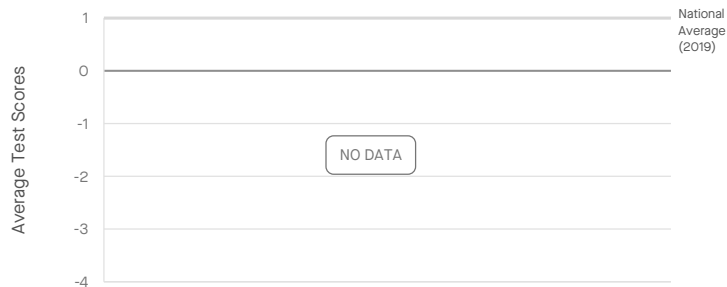 1
National
Average
(2019)
0
Average Test Scores
-1
NO DATA
-2
-3
-4